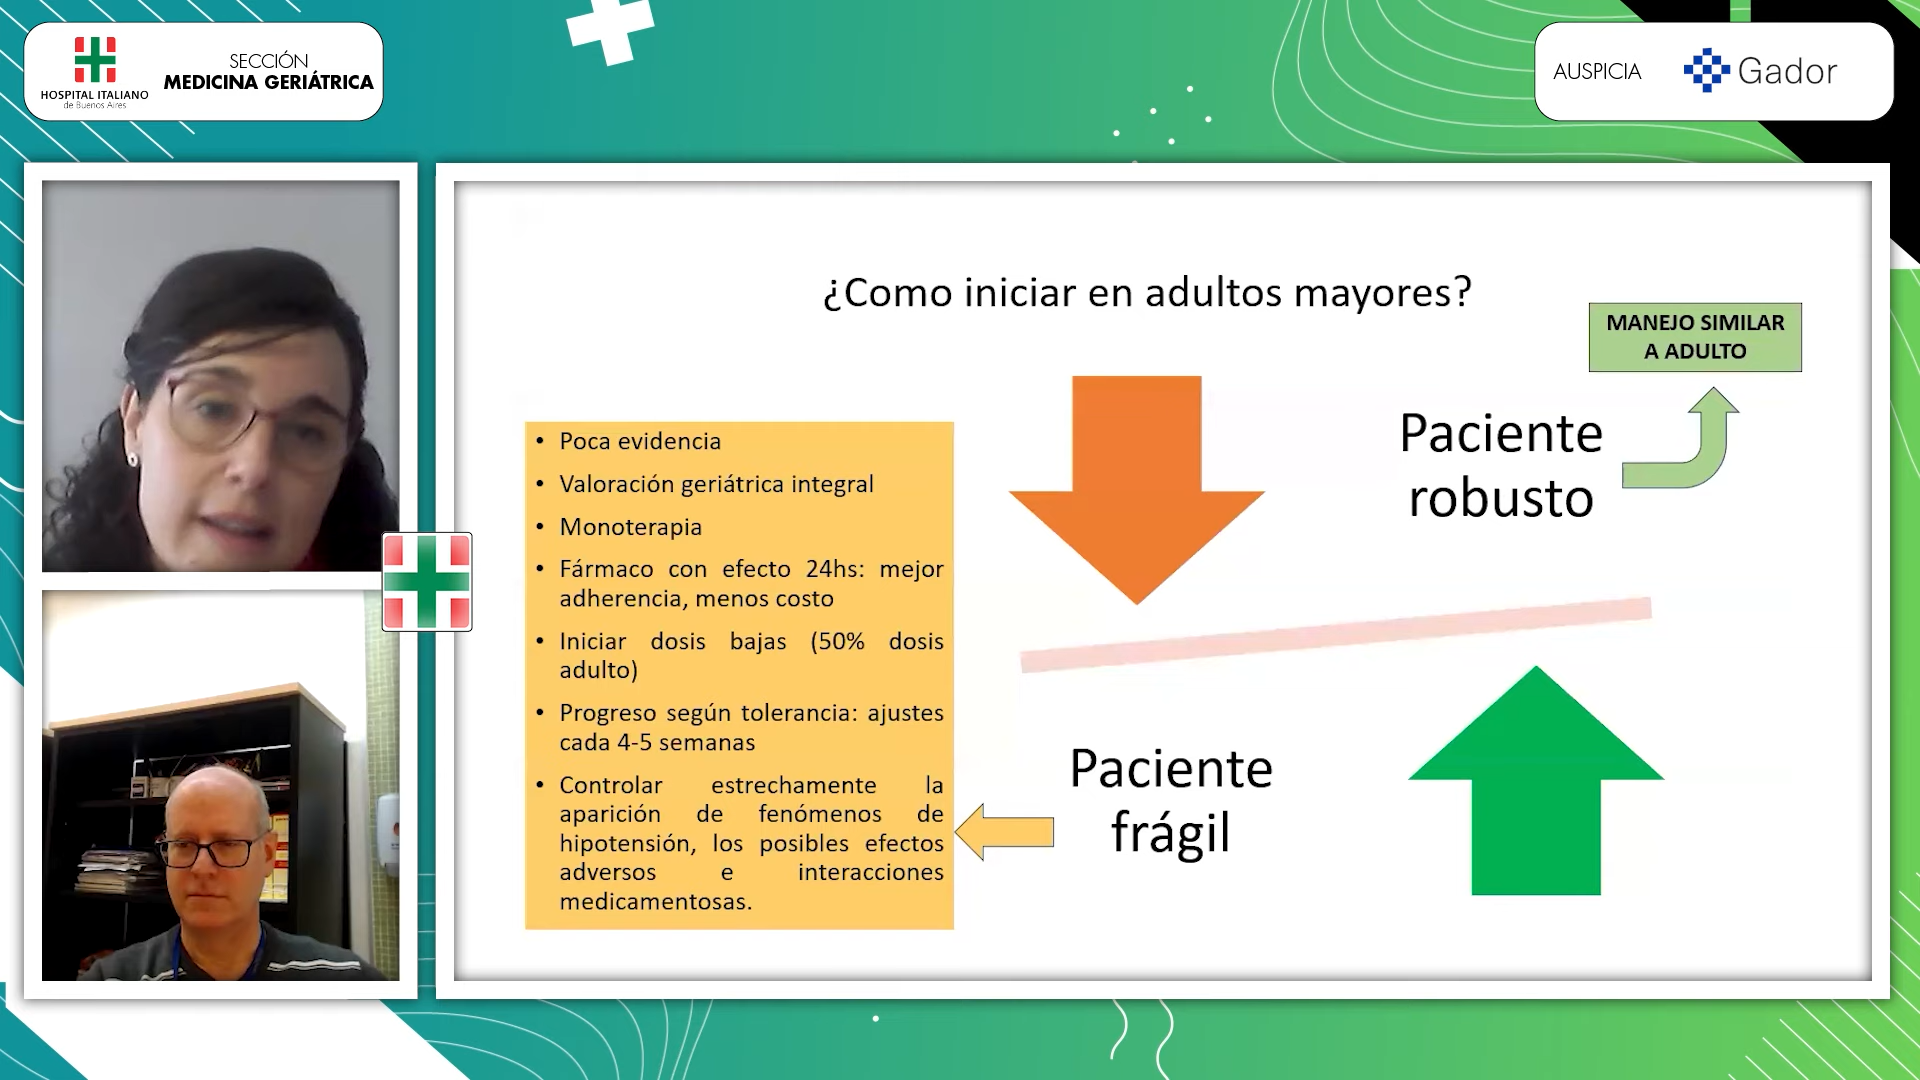 HOSPITAL ITALIANO
de Buenos Aires
SECCIÓN
MEDICINA GERIÁTRICA
AUSPICIA
Gador
¿Como iniciar en adultos mayores?
MANEJO SIMILAR
A ADULTO
Paciente
robusto
• Poca evidencia
• Valoración geriátrica integral
• Monoterapia
• Fármaco con efecto 24hs: mejor
adherencia, menos costo
• Iniciar dosis bajas (50% dosis
adulto)
• Progreso según tolerancia: ajustes
cada 4-5 semanas
• Controlar estrechamente la
aparición de fenómenos de
hipotensión, los posibles efectos
adversos e interacciones
medicamentosas.
Paciente
frágil